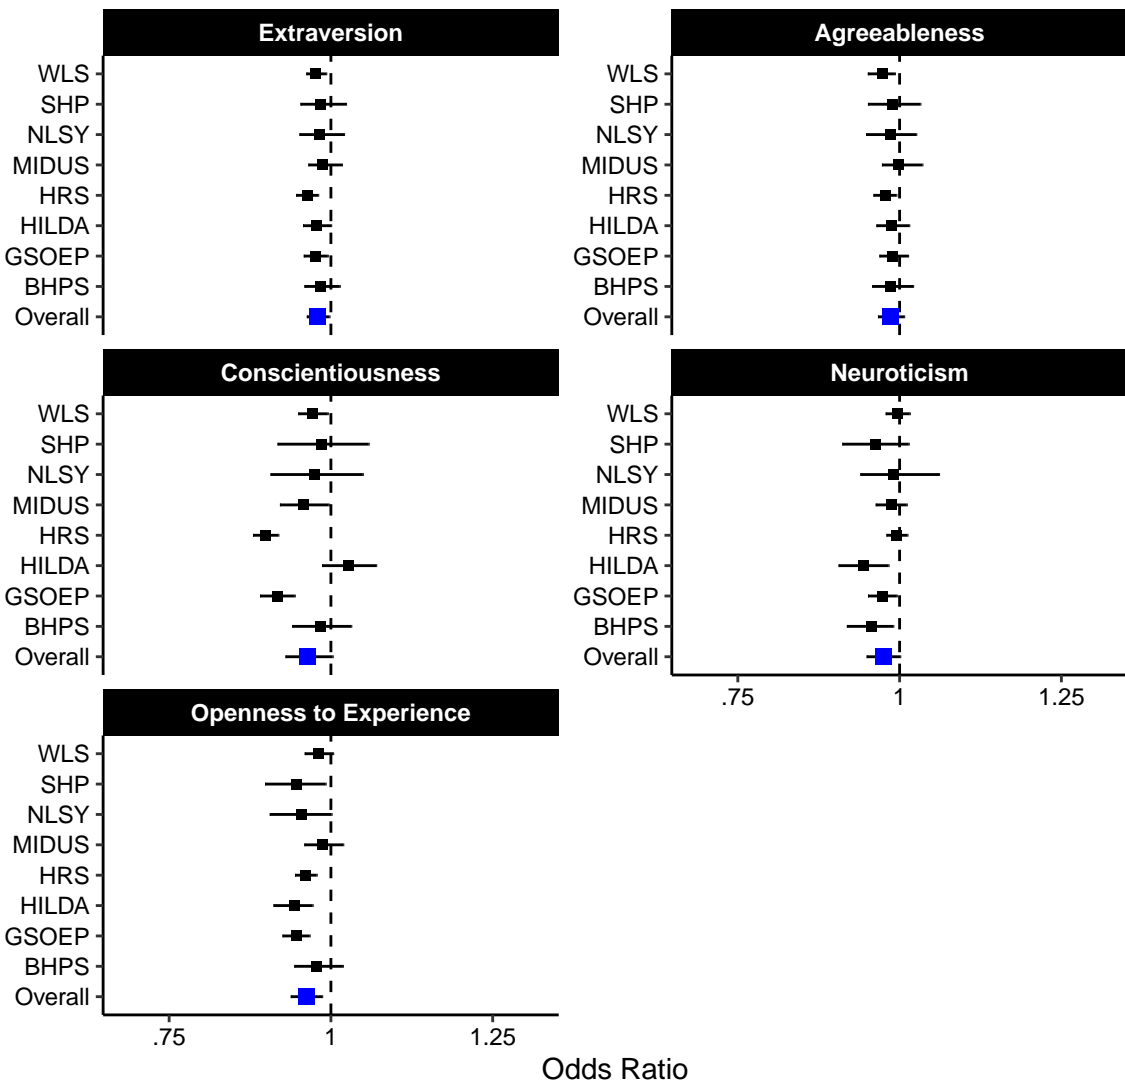 Extraversion
WLS
SHP
NLSY
MIDUS
HRS
HILDA
GSOEP
BHPS
Overall
Agreeableness
WLS
SHP
NLSY
MIDUS
HRS
HILDA
GSOEP
BHPS
Overall
Conscientiousness
WLS
SHP
NLSY
MIDUS
HRS
HILDA
GSOEP
BHPS
Overall
Neuroticism
WLS
SHP
NLSY
MIDUS
HRS
HILDA
GSOEP
BHPS
Overall
.75 1 1.25
Openness to Experience
WLS
SHP
NLSY
MIDUS
HRS
HILDA
GSOEP
BHPS
Overall
.75 1 1.25
Odds Ratio